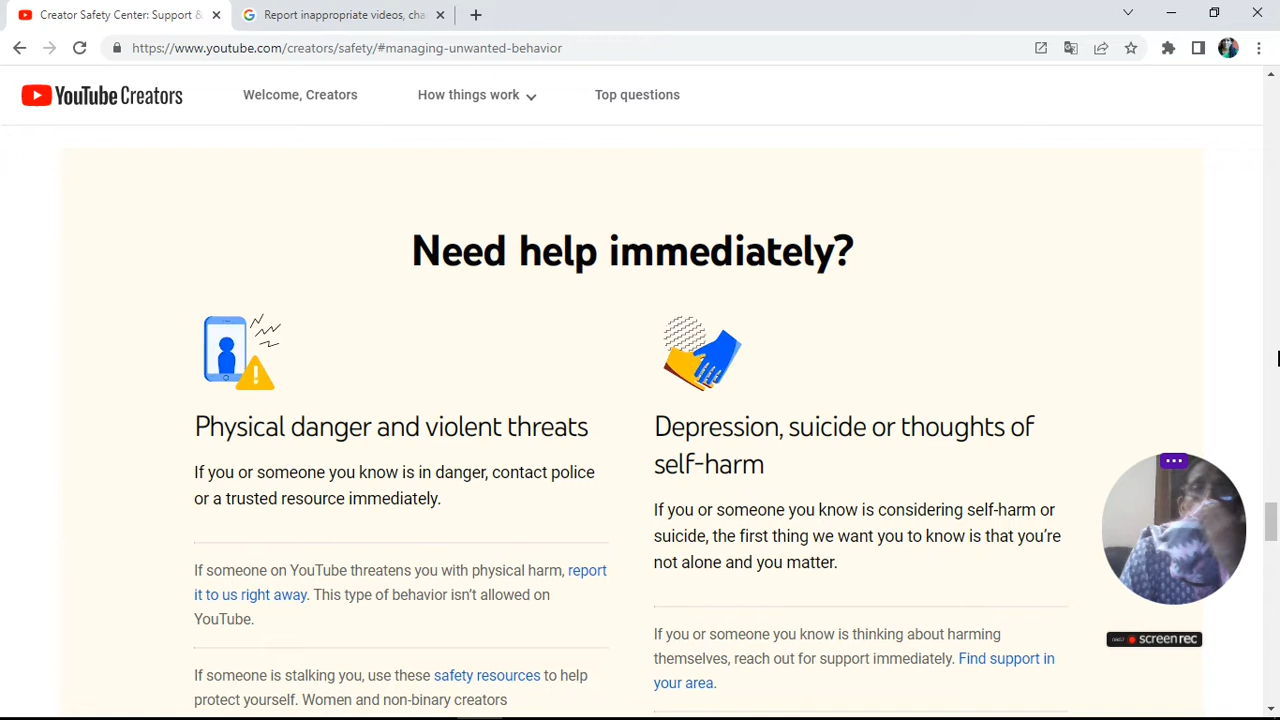 Creator Safety Center: Support &
Report inappropriate videos, cha
https://www.youtube.com/creators/safety/#managing-unwanted-behavior
YouTube Creators
Welcome, Creators
How things work
Top questions
Need help immediately?
Physical danger and violent threats
If you or someone you know is in danger, contact police
or a trusted resource immediately.
If someone on YouTube threatens you with physical harm, report
it to us right away. This type of behavior isn’t allowed on
YouTube.
If someone is stalking you, use these safety resources to help
protect yourself. Women and non-binary creators
Depression, suicide or thoughts of
self-harm
If you or someone you know is considering self-harm or
suicide, the first thing we want you to know is that you’re
not alone and you matter.
If you or someone you know is thinking about harming
themselves, reach out for support immediately. Find support in
your area.
screenrec